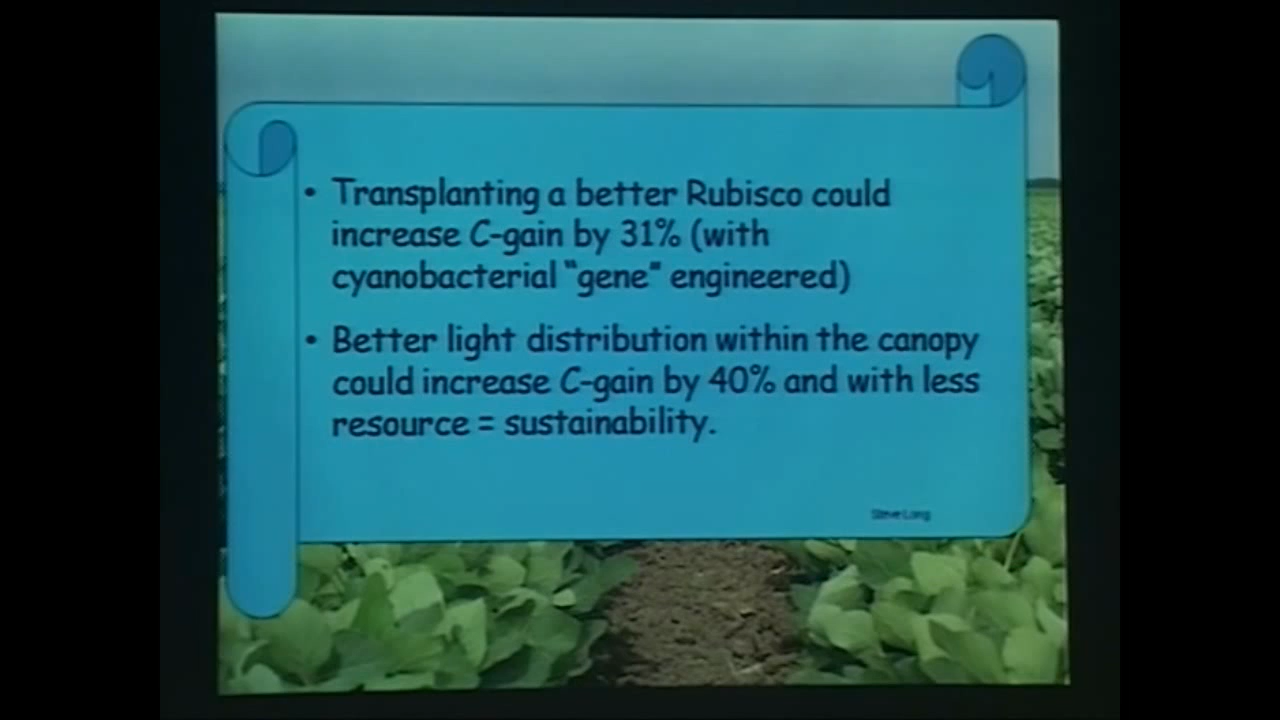 • Transplanting a better Rubisco could
increase C-gain by 31% (with
cyanobacterial “gene” engineered)
• Better light distribution within the canopy
could increase C-gain by 40% and with less
resource = sustainability.
Steve Long